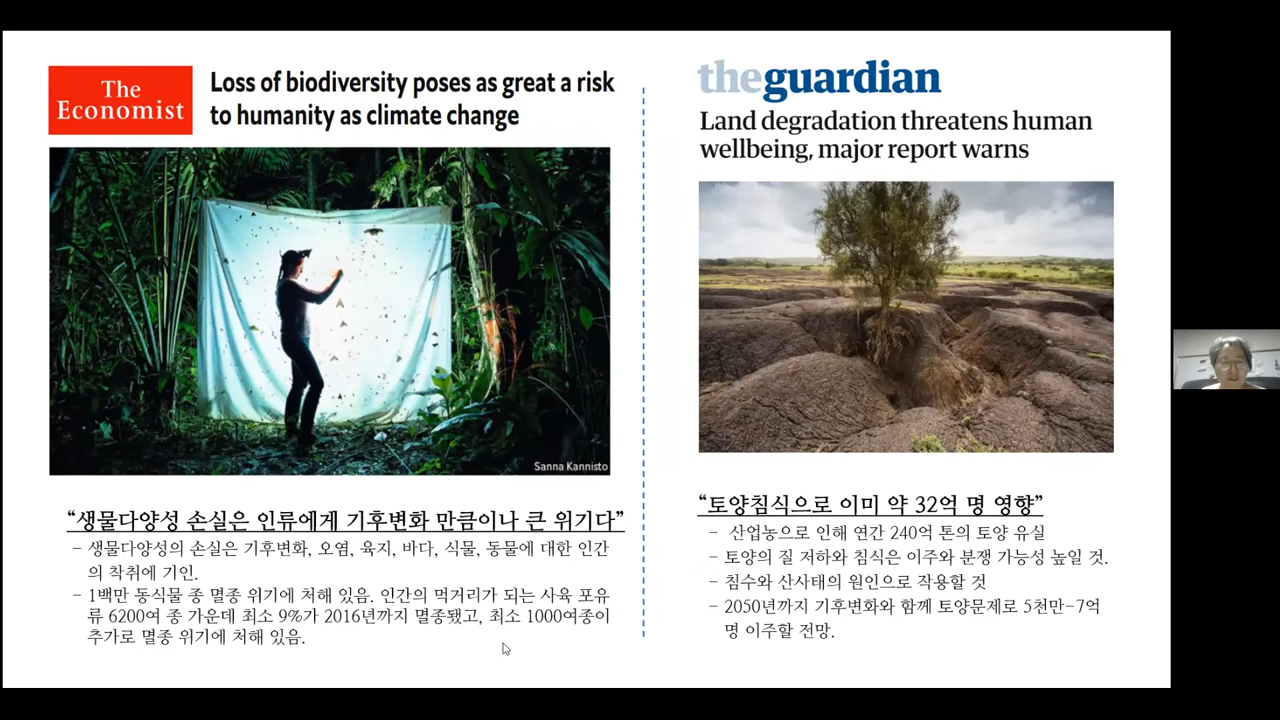 The
Economist
Loss of biodiversity poses as great a risk
to humanity as climate change
Sanna Kannisto
“생물다양성 손실은 인류에게 기후변화 만큼이나 큰 위기다”
– 생물다양성의 손실은 기후변화, 오염, 육지, 바다, 식물, 동물에 대한 인간
의 착취에 기인.
– 1백만 동식물 종 멸종 위기에 처해 있음. 인간의 먹거리가 되는 사육 포유
류 6200여 종 가운데 최소 9%가 2016년까지 멸종됐고, 최소 1000여종이
추가로 멸종 위기에 처해 있음.
theguardian
Land degradation threatens human
wellbeing, major report warns
“토양침식으로 이미 약 32억 명 영향”
– 산업농으로 인해 연간 240억 톤의 토양 유실
– 토양의 질 저하와 침식은 이주와 분쟁 가능성 높일 것.
– 침수와 산사태의 원인으로 작용할 것
– 2050년까지 기후변화와 함께 토양문제로 5천만-7억
명 이주할 전망.